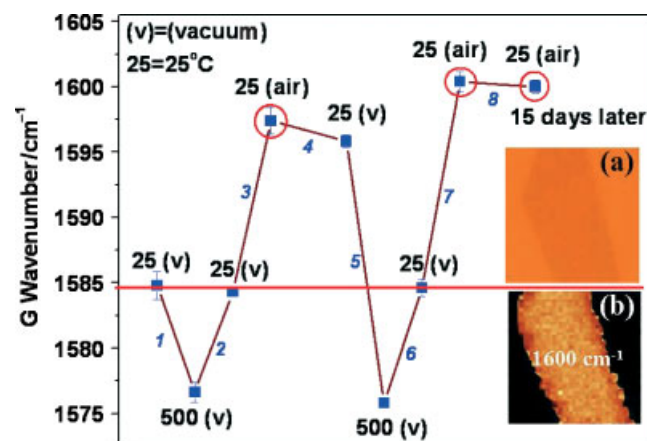 1605
1600
1595
1590
1585
1580
1575
G Wavenumber/cm⁻¹
(v)=(vacuum)
25=25°C
25 (air)
25 (air)
25 (air)
15 days later
25 (v)
25 (v)
25 (v)
25 (v)
500 (v)
500 (v)
1
2
3
4
5
6
7
8
(a)
(b)
1600 cm⁻¹